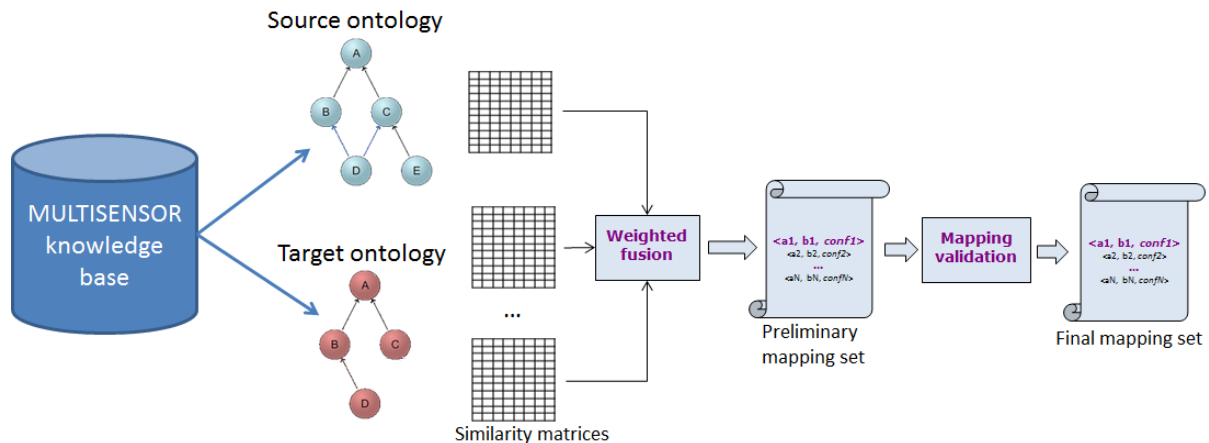 Source ontology
A
B
C
D
E
MULTISENSOR
knowledge
base
Target ontology
A
B
C
D
...
Similarity matrices
Weighted
fusion
<a1, b1, conf1>
<a2, b2, conf2>
...
<aN, bN, confN>
Preliminary
mapping set
Mapping
validation
<a1, b1, conf1>
<a2, b2, conf2>
...
<aN, bN, confN>
Final mapping set